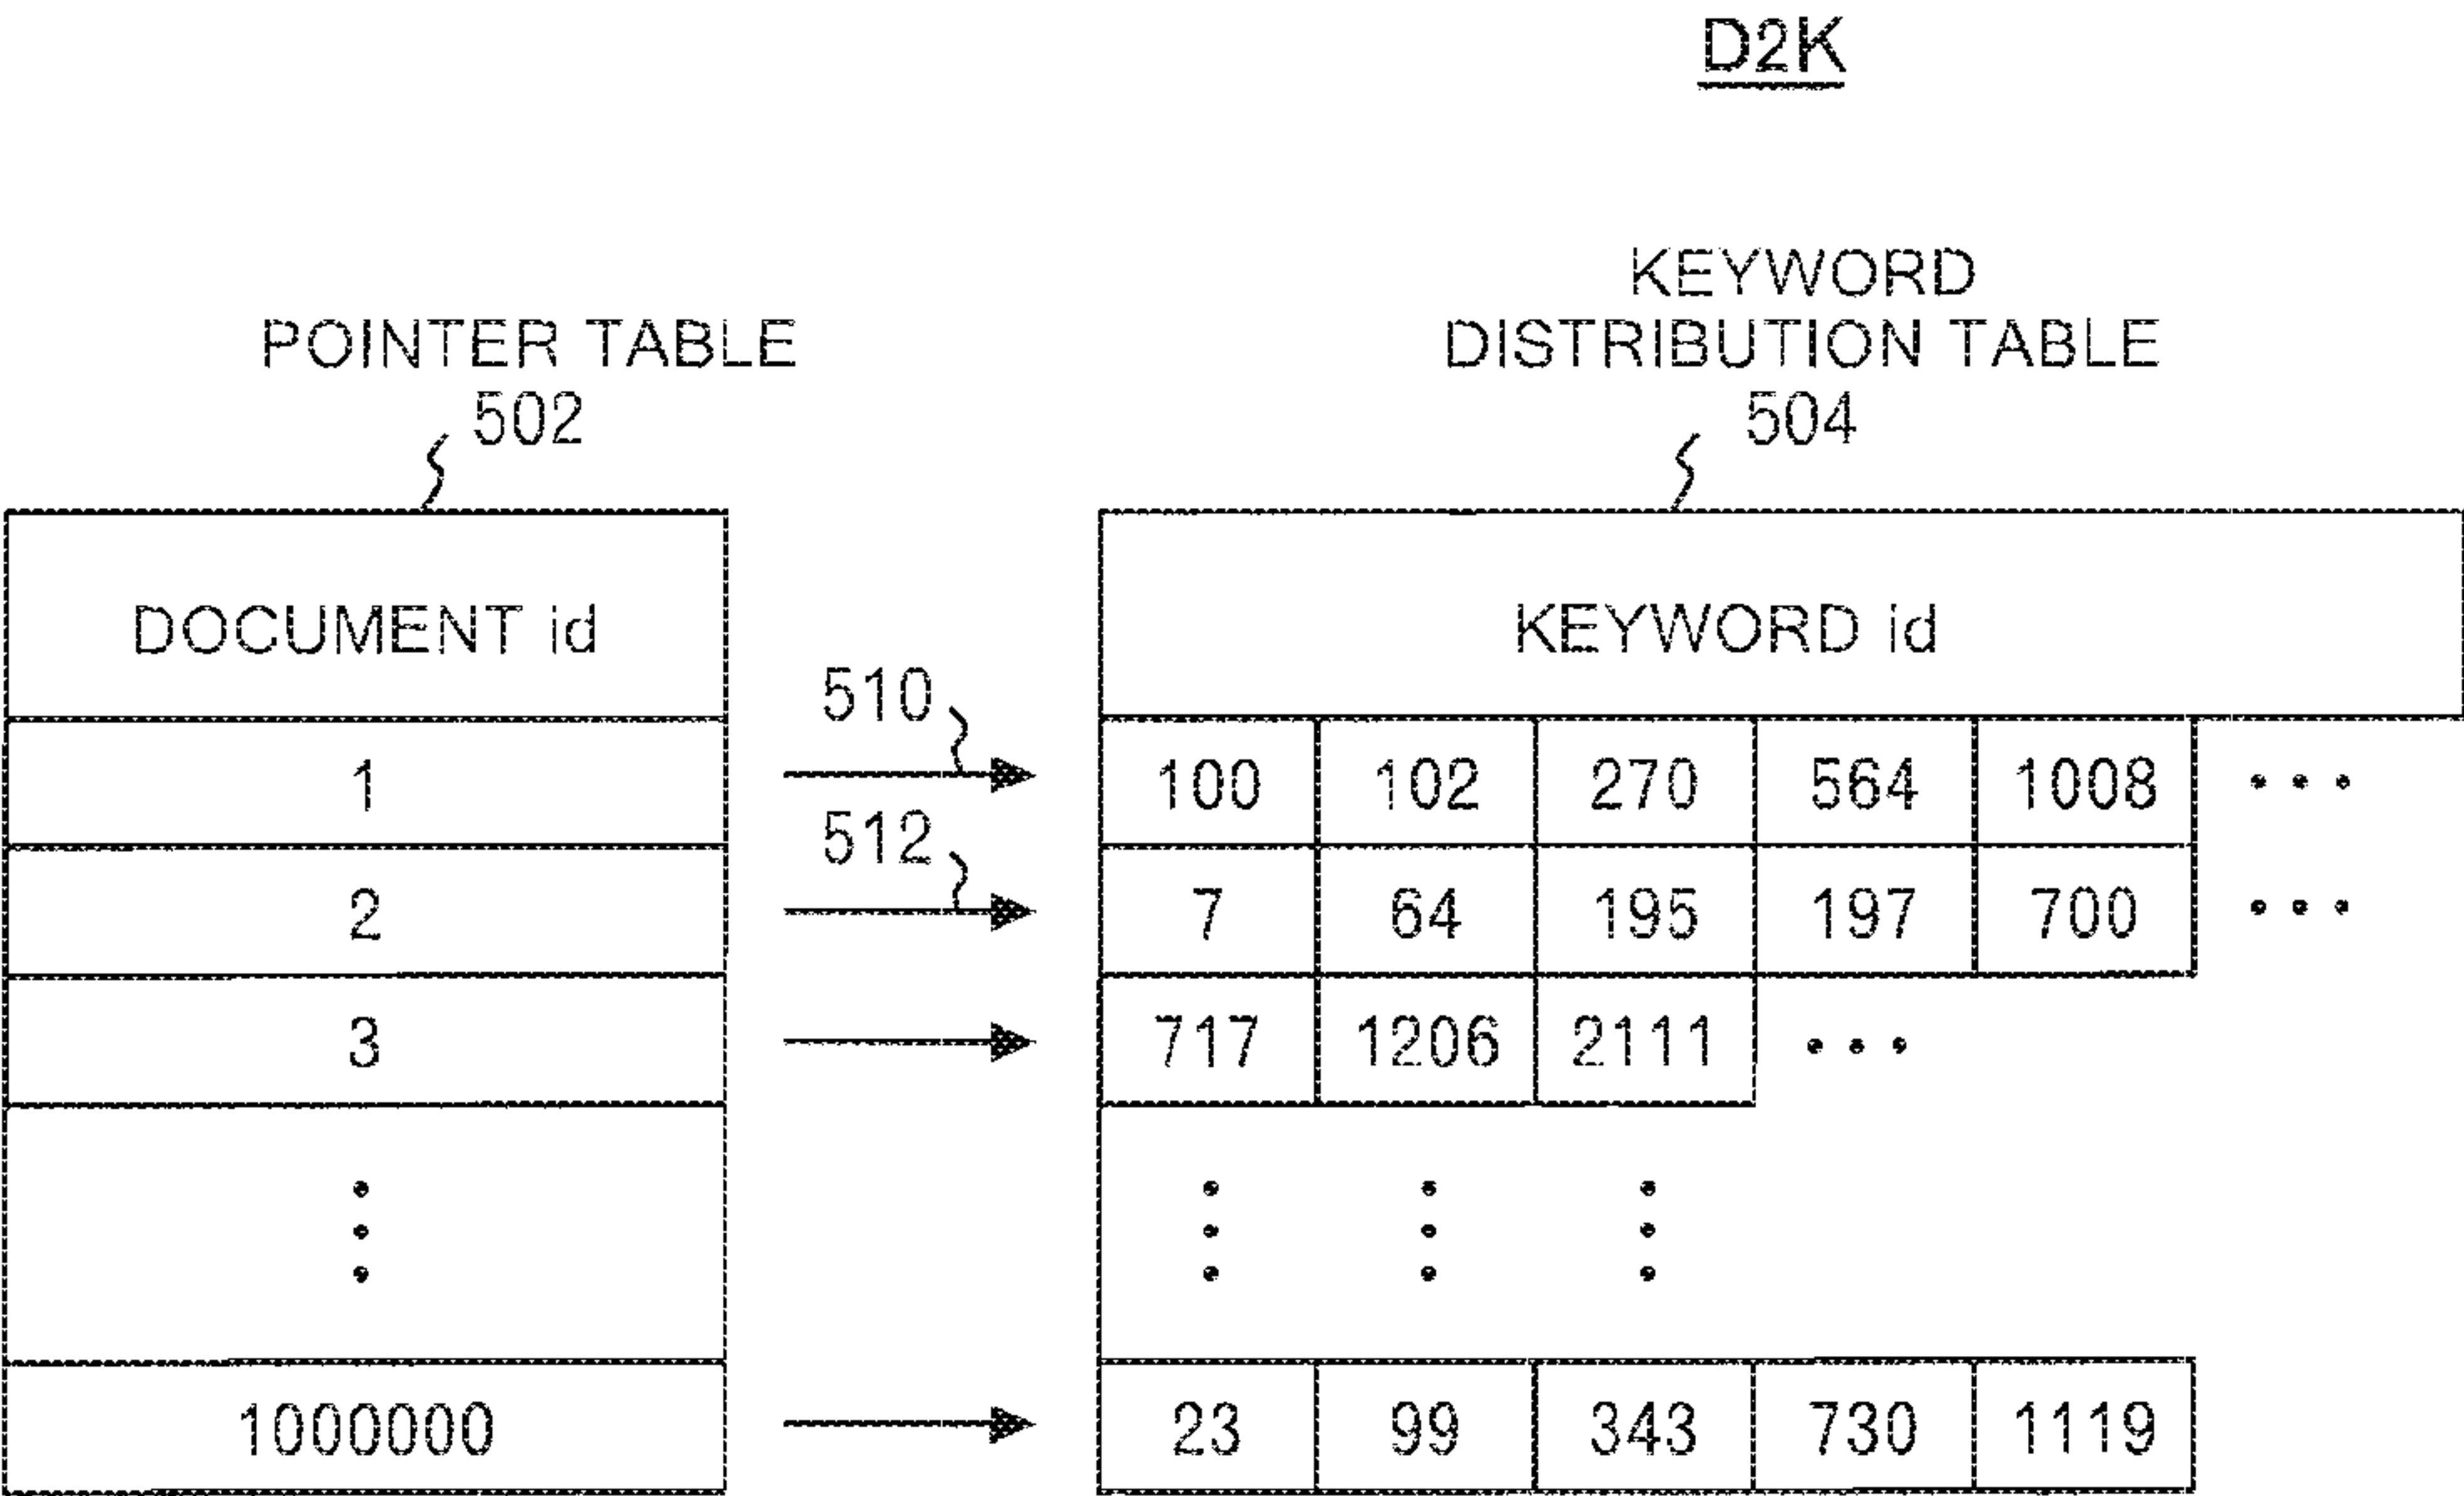 D2K
POINTER TABLE
502
KEYWORD
DISTRIBUTION TABLE
504
DOCUMENT id
KEYWORD id
510
1
100 102 270 564 1008 • • •
512
2
7 64 195 197 700 • • •
3
717 1206 2111 • • •
1000000
23 99 343 730 1119